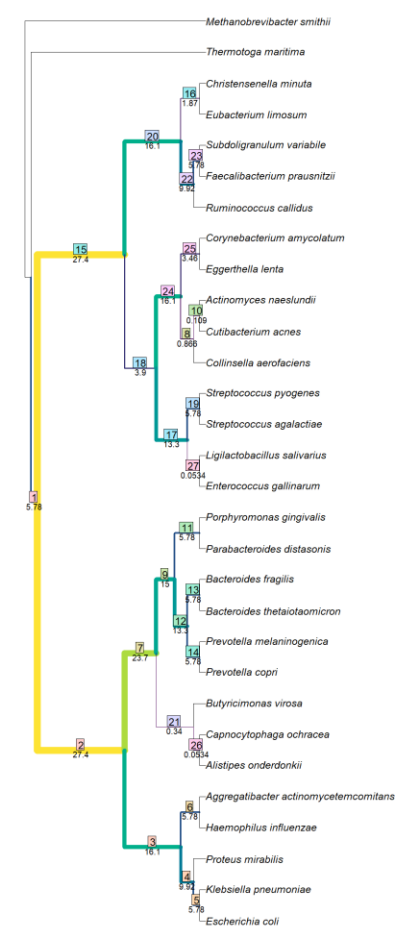 Methanobrevibacter smithii
Thermotoga maritima
Christensenella minuta
16
1.87
Eubacterium limosum
20
16.1
Subdoligranulum variabile
23
5.78
Faecalibacterium prausnitzii
22
9.92
Ruminococcus callidus
Corynebacterium amycolatum
15
27.4
25
3.46
Eggerthella lenta
24
16.1
Actinomyces naeslundii
10
0.109
Cutibacterium acnes
8
0.866
Collinsella aerofaciens
18
3.9
Streptococcus pyogenes
19
5.78
Streptococcus agalactiae
17
13.3
Ligilactobacillus salivarius
27
0.0534
Enterococcus gallinarum
1
5.78
Porphyromonas gingivalis
11
5.78
Parabacteroides distasonis
9
15
Bacteroides fragilis
13
5.78
Bacteroides thetaiotaomicron
12
13.3
Prevotella melaninogenica
7
23.7
14
5.78
Prevotella copri
Butyricimonas virosa
21
0.34
Capnocytophaga ochracea
2
27.4
26
0.0534
Alistipes onderdonkii
Aggregatibacter actinomycetemcomitans
6
5.78
Haemophilus influenzae
3
16.1
Proteus mirabilis
4
9.92
Klebsiella pneumoniae
5
5.78
Escherichia coli